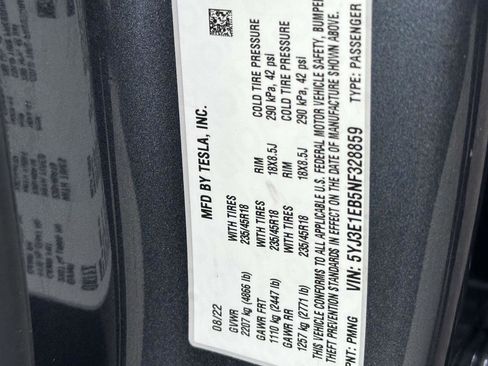 MFD BY TESLA, INC.
08/22
GVWR
2207 kg (4866 lb)
GAWR FRT WITH TIRES RIM COLD TIRE PRESSURE
1110 kg (2447 lb) 235/45R18 18X8.5J 290 kPa, 42 psi
GAWR RR WITH TIRES RIM COLD TIRE PRESSURE
1257 kg (2771 lb) 235/45R18 18X8.5J 290 kPa, 42 psi
THIS VEHICLE CONFORMS TO ALL APPLICABLE U.S. FEDERAL MOTOR VEHICLE SAFETY, BUMPER
THEFT PREVENTION STANDARDS IN EFFECT ON THE DATE OF MANUFACTURE SHOWN ABOVE.
PNT: PMNG VIN: 5YJ3E1EB5NF328859 TYPE: PASSENGER